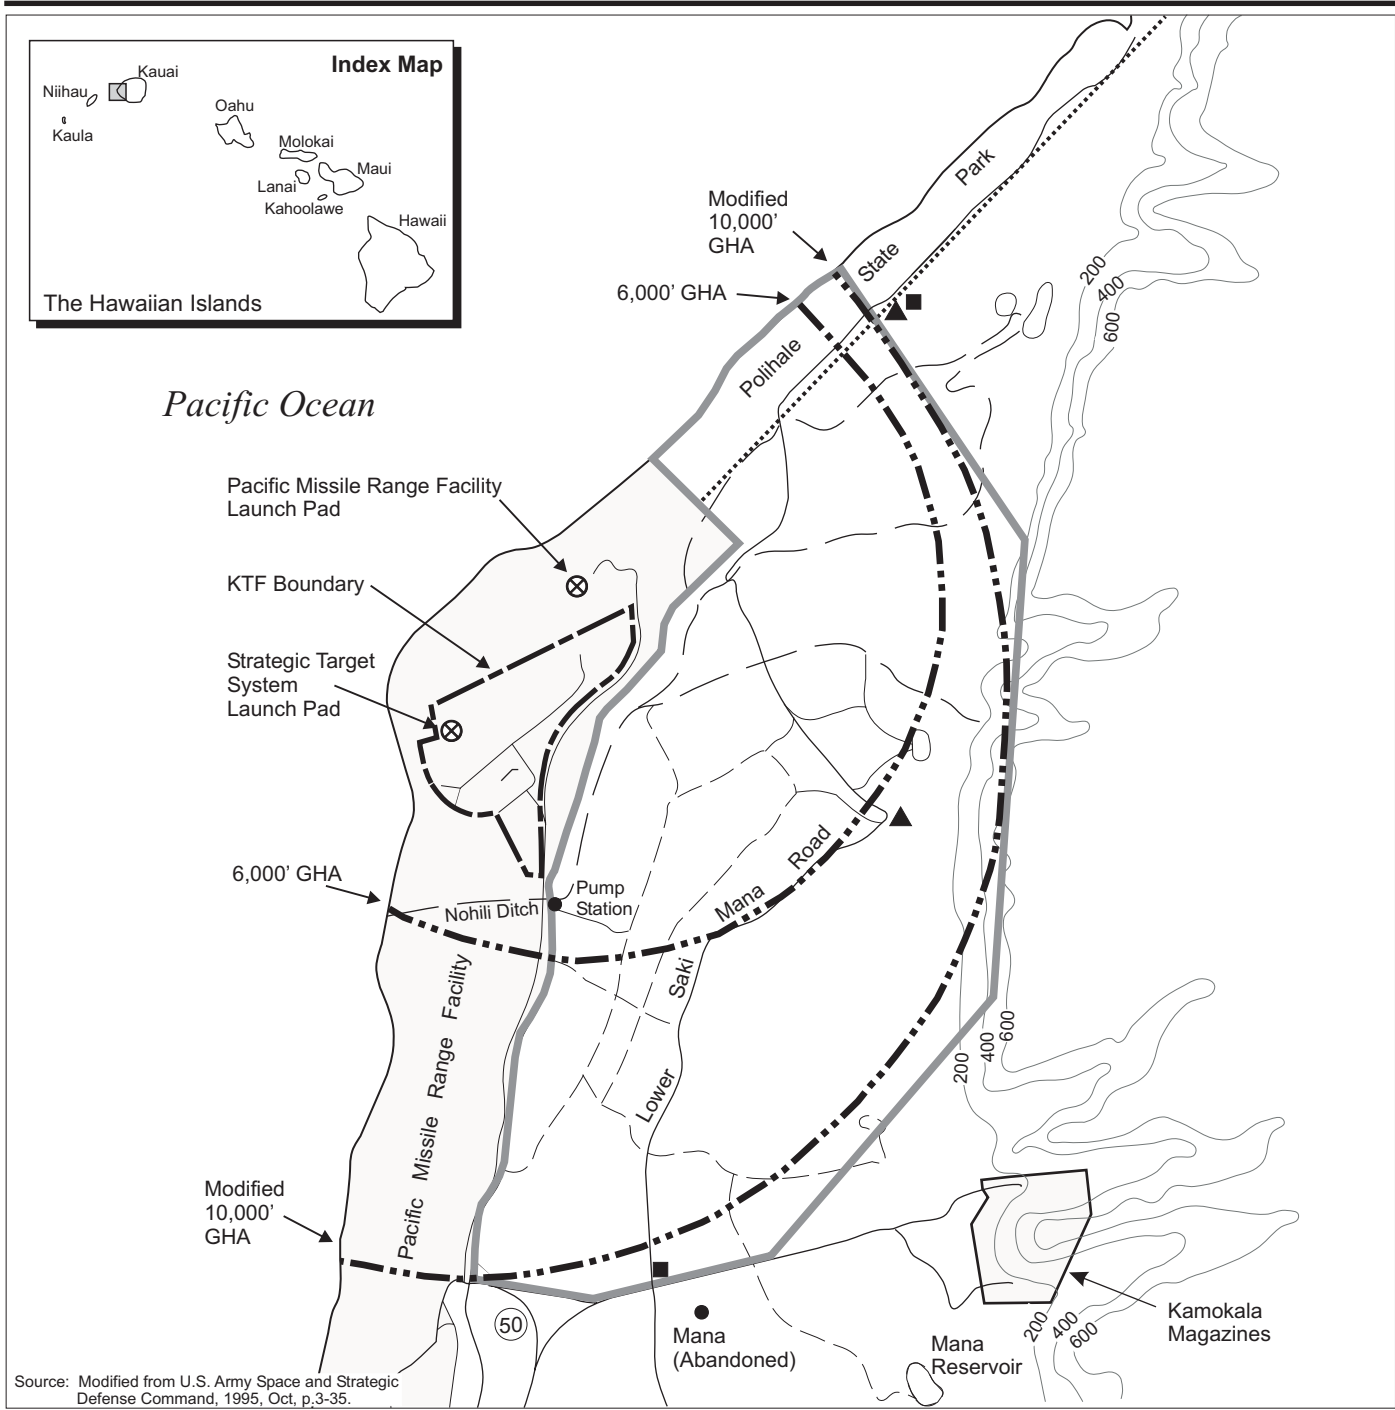 Index Map
Kauai
Niihau
Kaula
Oahu
Molokai
Maui
Lanai
Kahoolawe
Hawaii
The Hawaiian Islands
Park
Modified
10,000’
GHA
State
6,000’ GHA
Polihale
200
400
600
Pacific Ocean
Pacific Missile Range Facility
Launch Pad
KTF Boundary
Strategic Target
System
Launch Pad
Mana Road
6,000’ GHA
Pump
Station
Nohili Ditch
Lower Saki
Pacific Missile Range Facility
200
400
600
Modified
10,000’
GHA
50
Mana
(Abandoned)
Mana
Reservoir
200
400
600
Kamokala
Magazines
Source: Modified from U.S. Army Space and Strategic
Defense Command, 1995, Oct, p.3-35.